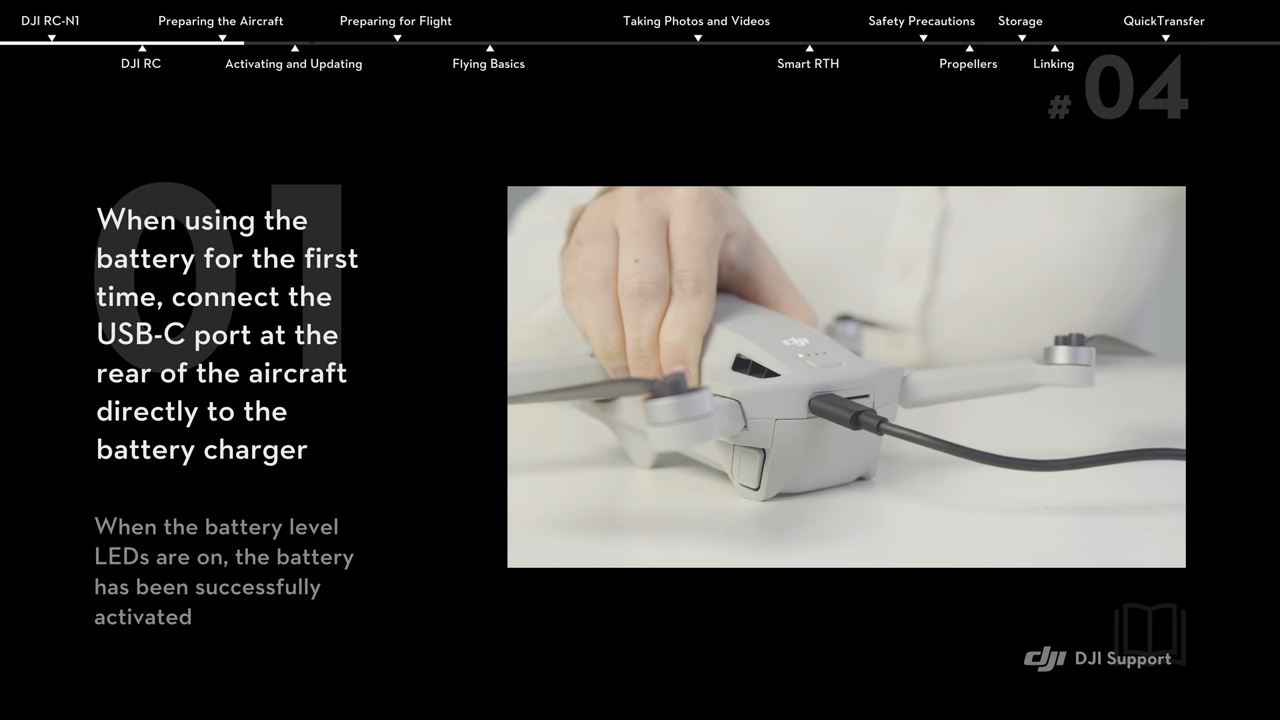 DJI RC-N1
Preparing the Aircraft
Preparing for Flight
Taking Photos and Videos
Safety Precautions
Storage
QuickTransfer
DJI RC
Activating and Updating
Flying Basics
Smart RTH
Propellers
Linking
# 04
01
When using the
battery for the first
time, connect the
USB-C port at the
rear of the aircraft
directly to the
battery charger
When the battery level
LEDs are on, the battery
has been successfully
activated
dji
dji DJI Support